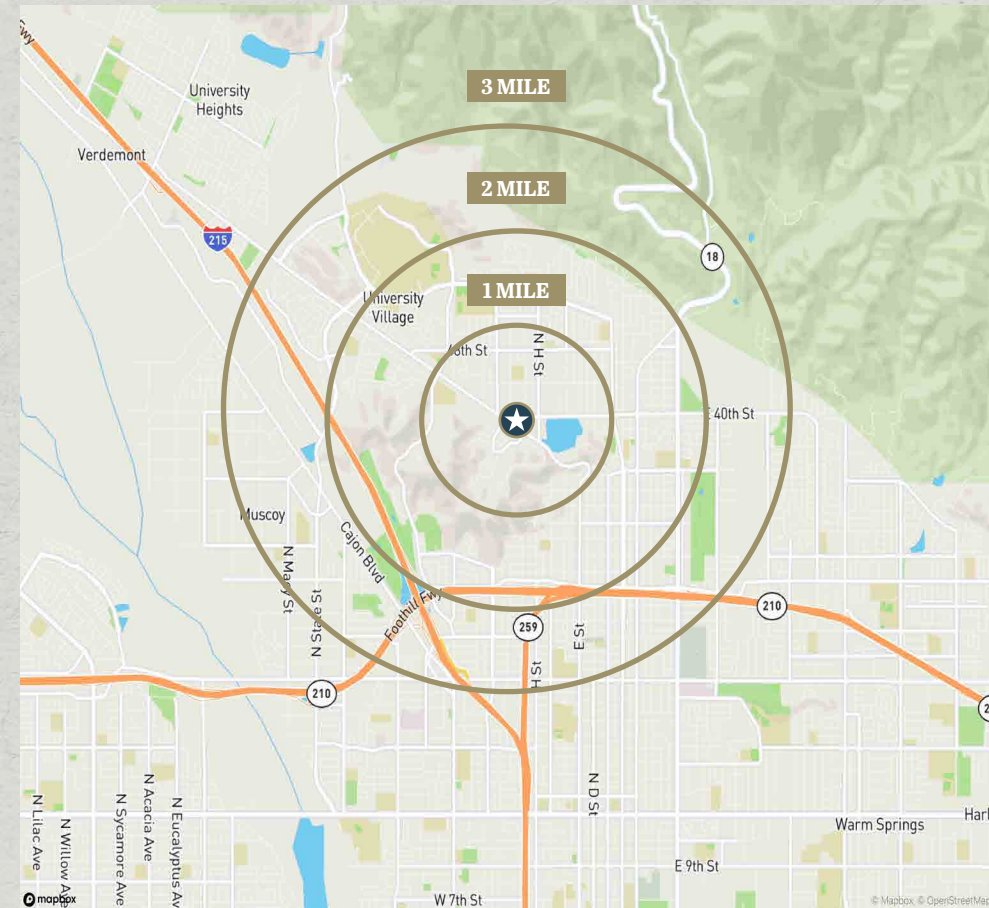 Fwy
University
Heights
3 MILE
Verdemont
2 MILE
215
18
1 MILE
University
Village
N H St
48th St
E 40th St
Muscoy
Cajon Blvd
N Macy St
N State St
Foothill Fwy
210
259
E St
H St
210
N D St
N Lilac Ave
N Willow Ave
N Sycamore Ave
N Acacia Ave
N Eucalyptus Av
Warm Springs
E 9th St
W 7th St
mapbox
© Mapbox, © OpenStreetMap